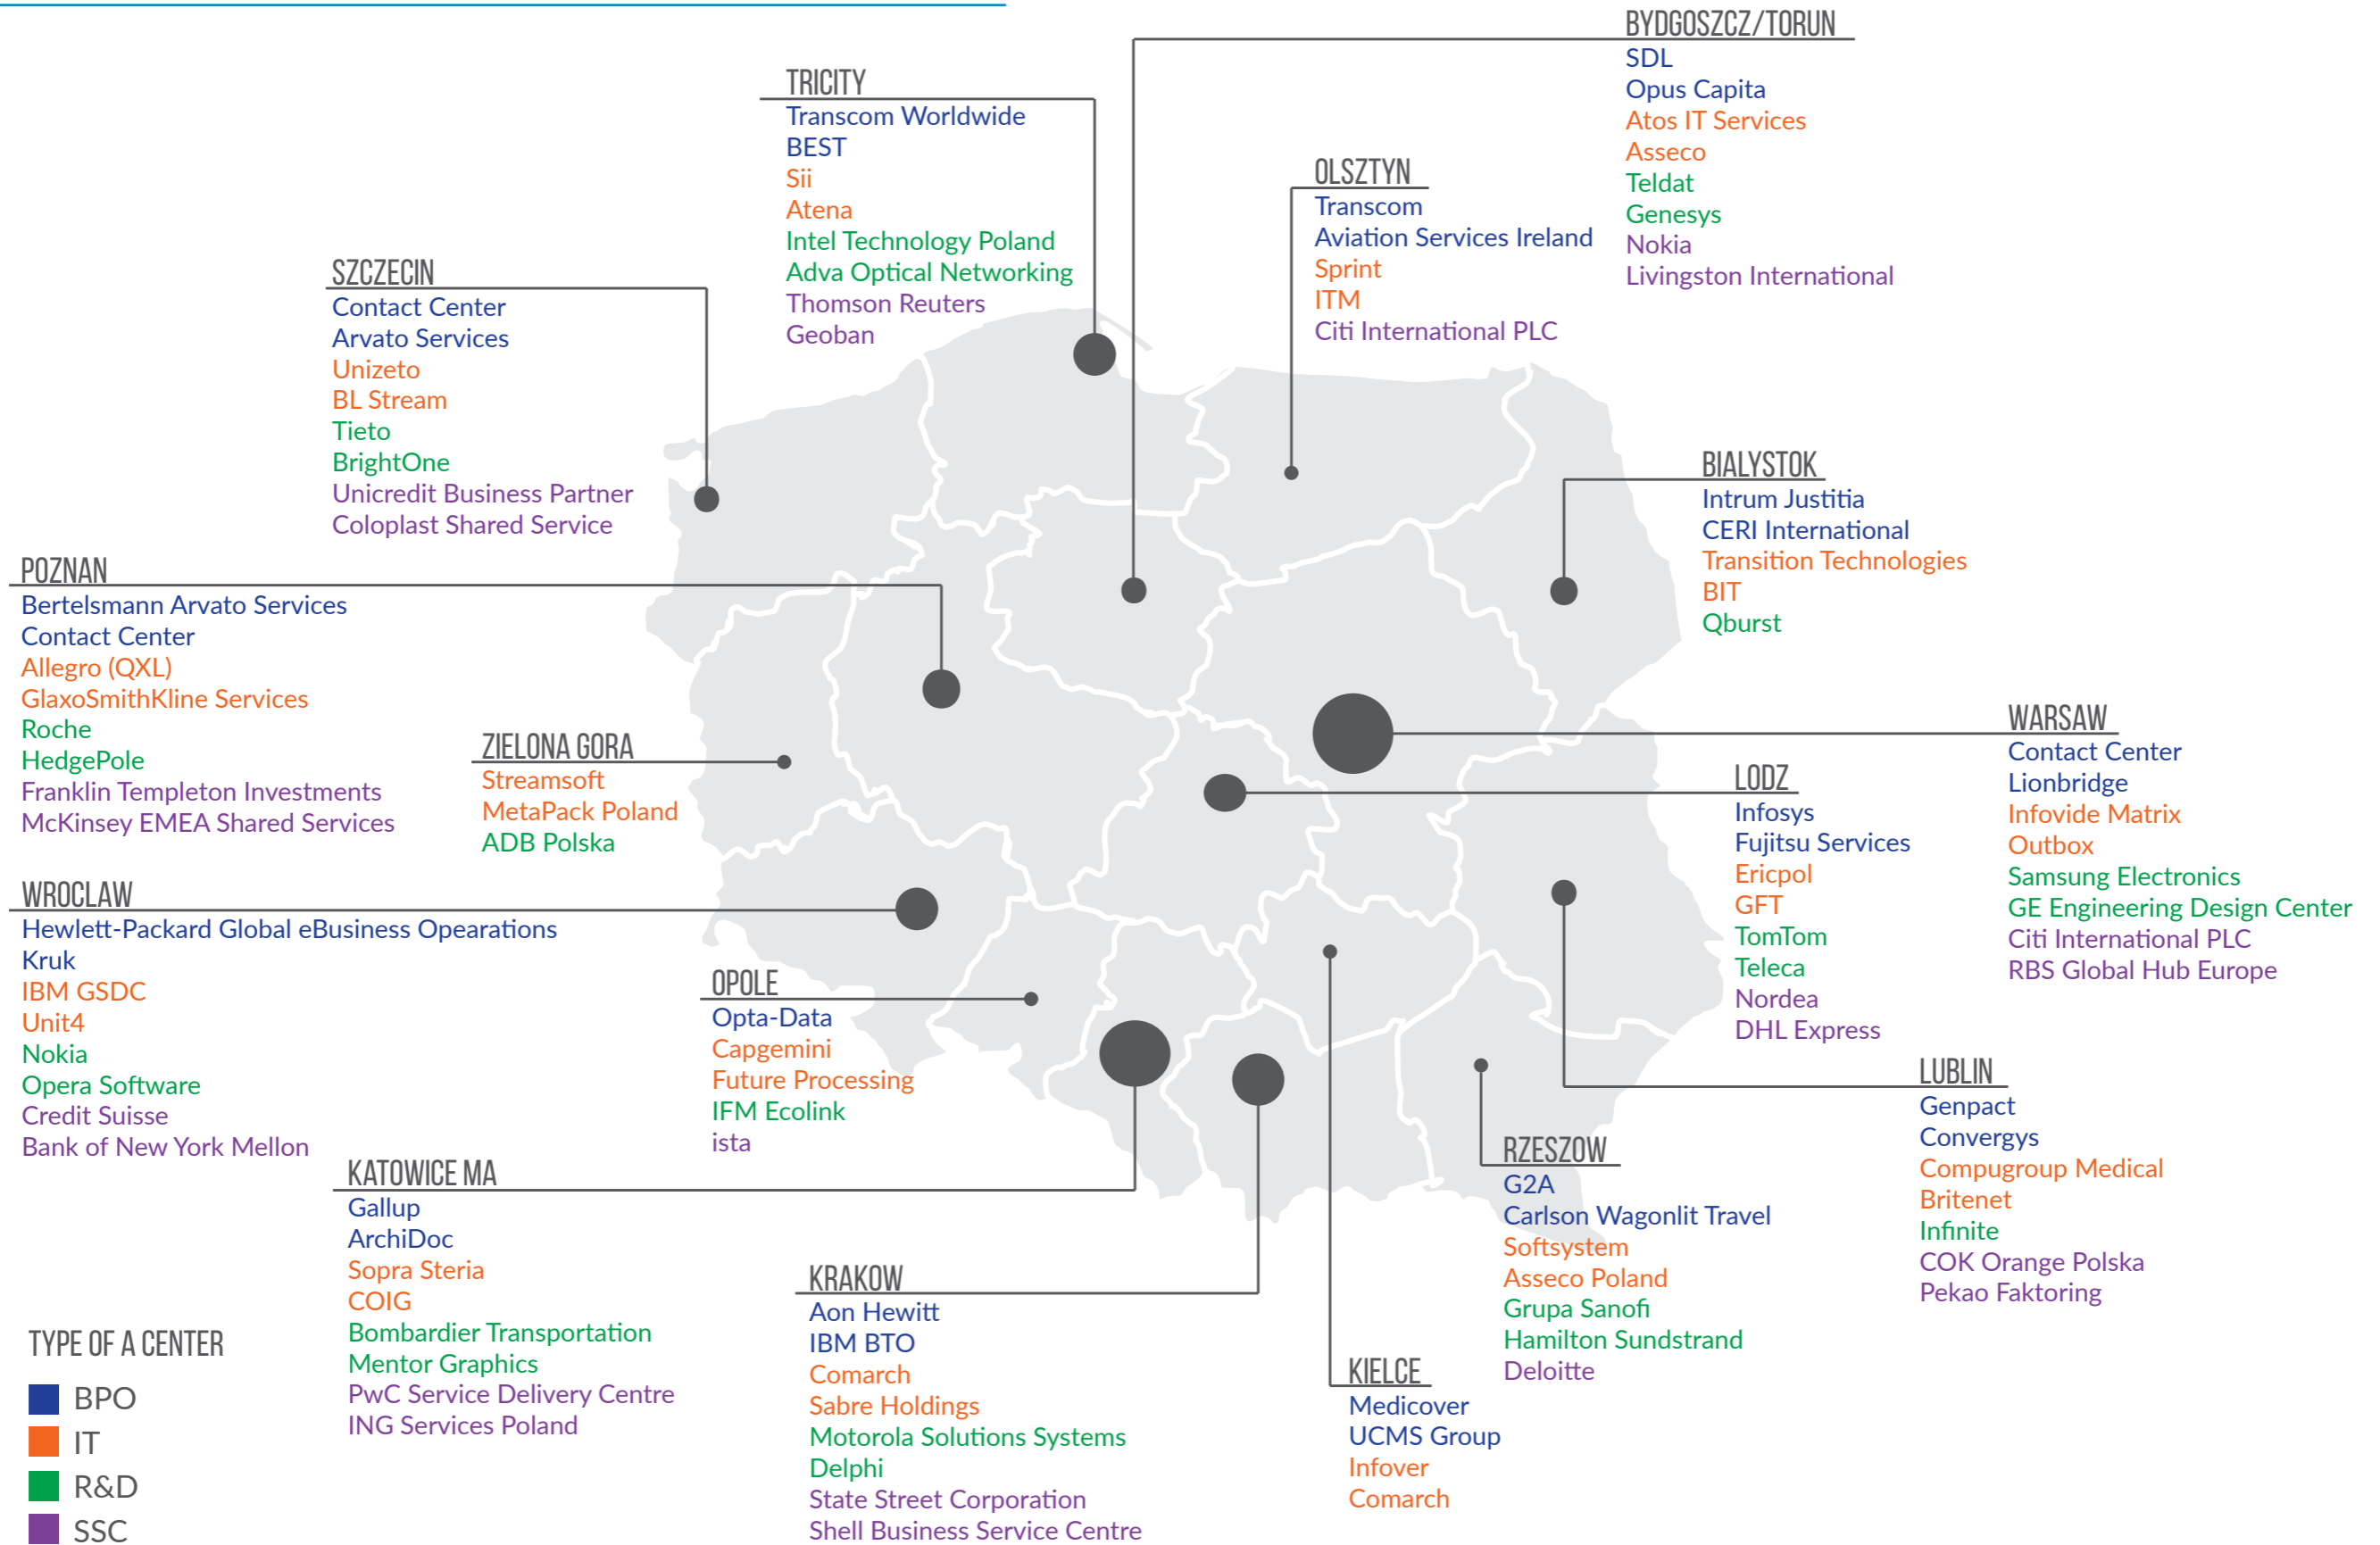 BYDGOSZCZ/TORUN
SDL
Opus Capita
Atos IT Services
Asseco
Teldat
Genesys
Nokia
Livingston International
TRICITY
Transcom Worldwide
BEST
Sii
Atena
Intel Technology Poland
Adva Optical Networking
Thomson Reuters
Geoban
OLSZTYN
Transcom
Aviation Services Ireland
Sprint
ITM
Citi International PLC
SZCZECIN
Contact Center
Arvato Services
Unizeto
BL Stream
Tieto
BrightOne
Unicredit Business Partner
Coloplast Shared Service
BIALYSTOK
Intrum Justitia
CERI International
Transition Technologies
BIT
Qburst
POZNAN
Bertelsmann Arvato Services
Contact Center
Allegro (QXL)
GlaxoSmithKline Services
Roche
HedgePole
Franklin Templeton Investments
McKinsey EMEA Shared Services
ZIELONA GORA
Streamsoft
MetaPack Poland
ADB Polska
WARSAW
Contact Center
Lionbridge
Infovide Matrix
Outbox
Samsung Electronics
GE Engineering Design Center
Citi International PLC
RBS Global Hub Europe
LODZ
Infosys
Fujitsu Services
Ericpol
GFT
TomTom
Teleca
Nordea
DHL Express
WROCLAW
Hewlett-Packard Global eBusiness Opearations
Kruk
IBM GSDC
Unit4
Nokia
Opera Software
Credit Suisse
Bank of New York Mellon
OPOLE
Opta-Data
Capgemini
Future Processing
IFM Ecolink
ista
LUBLIN
Genpact
Convergys
Compugroup Medical
Britenet
Infinite
COK Orange Polska
Pekao Faktoring
RZESZOW
G2A
Carlson Wagonlit Travel
Softsystem
Asseco Poland
Grupa Sanofi
Hamilton Sundstrand
Deloitte
KATOWICE MA
Gallup
ArchiDoc
Sopra Steria
COIG
Bombardier Transportation
Mentor Graphics
PwC Service Delivery Centre
ING Services Poland
KRAKOW
Aon Hewitt
IBM BTO
Comarch
Sabre Holdings
Motorola Solutions Systems
Delphi
State Street Corporation
Shell Business Service Centre
KIELCE
Medicover
UCMS Group
Infover
Comarch
TYPE OF A CENTER
BPO
IT
R&D
SSC